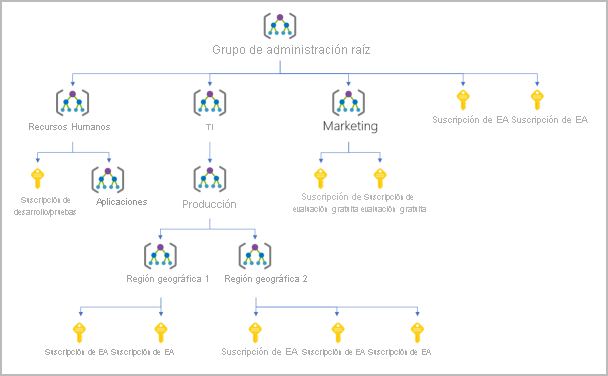 Grupo de administración raíz
Recursos Humanos
TI
Marketing
Suscripción de EA
Suscripción de EA
Suscripción de
desarrollo/pruebas
Aplicaciones
Producción
Suscripción de
evaluación gratuita
Suscripción de
evaluación gratuita
Región geográfica 1
Región geográfica 2
Suscripción de EA
Suscripción de EA
Suscripción de EA
Suscripción de EA
Suscripción de EA